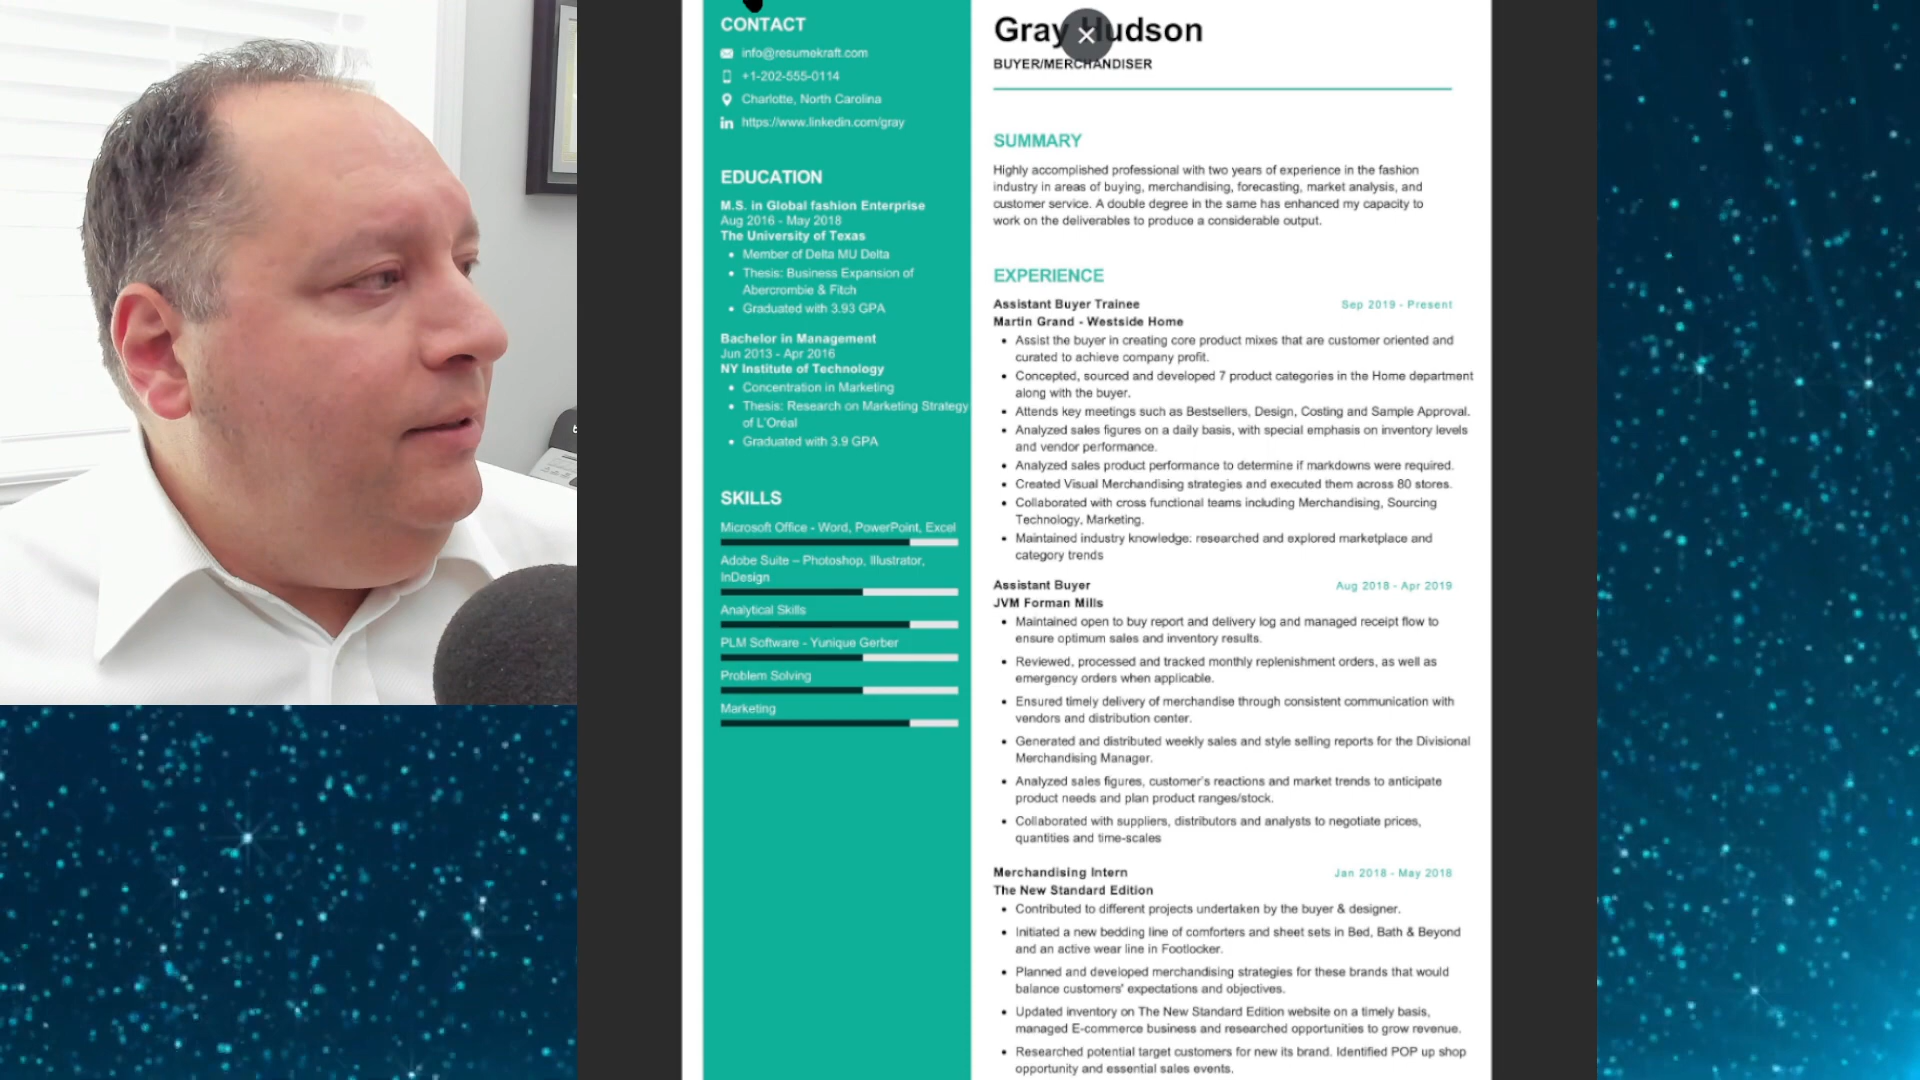 CONTACT
info@resumekraft.com
+1-202-555-0114
Charlotte, North Carolina
in https://www.linkedin.com/gray
EDUCATION
M.S. in Global fashion Enterprise
Aug 2016 - May 2018
The University of Texas
• Member of Delta MU Delta
• Thesis: Business Expansion of
Abercrombie & Fitch
• Graduated with 3.93 GPA
Bachelor in Management
Jun 2013 - Apr 2016
NY Institute of Technology
• Concentration in Marketing
• Thesis: Research on Marketing Strategy
of L'Oréal
• Graduated with 3.9 GPA
SKILLS
Microsoft Office - Word, PowerPoint, Excel
Adobe Suite – Photoshop, Illustrator,
InDesign
Analytical Skills
PLM Software - Yunique Gerber
Problem Solving
Marketing
Gray Hudson
BUYER/MERCHANDISER
SUMMARY
Highly accomplished professional with two years of experience in the fashion
industry in areas of buying, merchandising, forecasting, market analysis, and
customer service. A double degree in the same has enhanced my capacity to
work on the deliverables to produce a considerable output.
EXPERIENCE
Assistant Buyer Trainee Sep 2019 - Present
Martin Grand - Westside Home
• Assist the buyer in creating core product mixes that are customer oriented and
curated to achieve company profit.
• Concepted, sourced and developed 7 product categories in the Home department
along with the buyer.
• Attends key meetings such as Bestsellers, Design, Costing and Sample Approval.
• Analyzed sales figures on a daily basis, with special emphasis on inventory levels
and vendor performance.
• Analyzed sales product performance to determine if markdowns were required.
• Created Visual Merchandising strategies and executed them across 80 stores.
• Collaborated with cross functional teams including Merchandising, Sourcing
Technology, Marketing.
• Maintained industry knowledge: researched and explored marketplace and
category trends
Assistant Buyer Aug 2018 - Apr 2019
JVM Forman Mills
• Maintained open to buy report and delivery log and managed receipt flow to
ensure optimum sales and inventory results.
• Reviewed, processed and tracked monthly replenishment orders, as well as
emergency orders when applicable.
• Ensured timely delivery of merchandise through consistent communication with
vendors and distribution center.
• Generated and distributed weekly sales and style selling reports for the Divisional
Merchandising Manager.
• Analyzed sales figures, customer's reactions and market trends to anticipate
product needs and plan product ranges/stock.
• Collaborated with suppliers, distributors and analysts to negotiate prices,
quantities and time-scales
Merchandising Intern Jan 2018 - May 2018
The New Standard Edition
• Contributed to different projects undertaken by the buyer & designer.
• Initiated a new bedding line of comforters and sheet sets in Bed, Bath & Beyond
and an active wear line in Footlocker.
• Planned and developed merchandising strategies for these brands that would
balance customers' expectations and objectives.
• Updated inventory on The New Standard Edition website on a timely basis,
managed E-commerce business and researched opportunities to grow revenue.
• Researched potential target customers for new its brand. Identified POP up shop
opportunity and essential sales events.